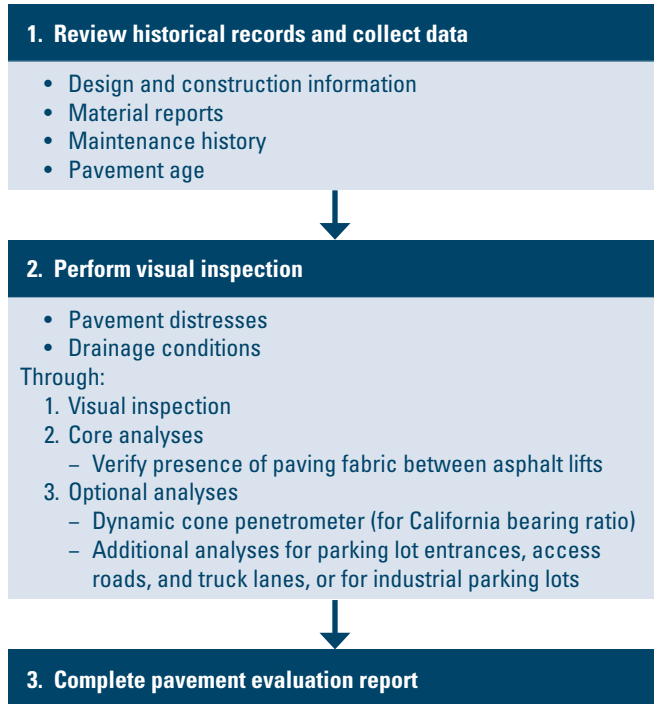 1. Review historical records and collect data
• Design and construction information
• Material reports
• Maintenance history
• Pavement age
2. Perform visual inspection
• Pavement distresses
• Drainage conditions
Through:
1. Visual inspection
2. Core analyses
– Verify presence of paving fabric between asphalt lifts
3. Optional analyses
– Dynamic cone penetrometer (for California bearing ratio)
– Additional analyses for parking lot entrances, access
roads, and truck lanes, or for industrial parking lots
3. Complete pavement evaluation report